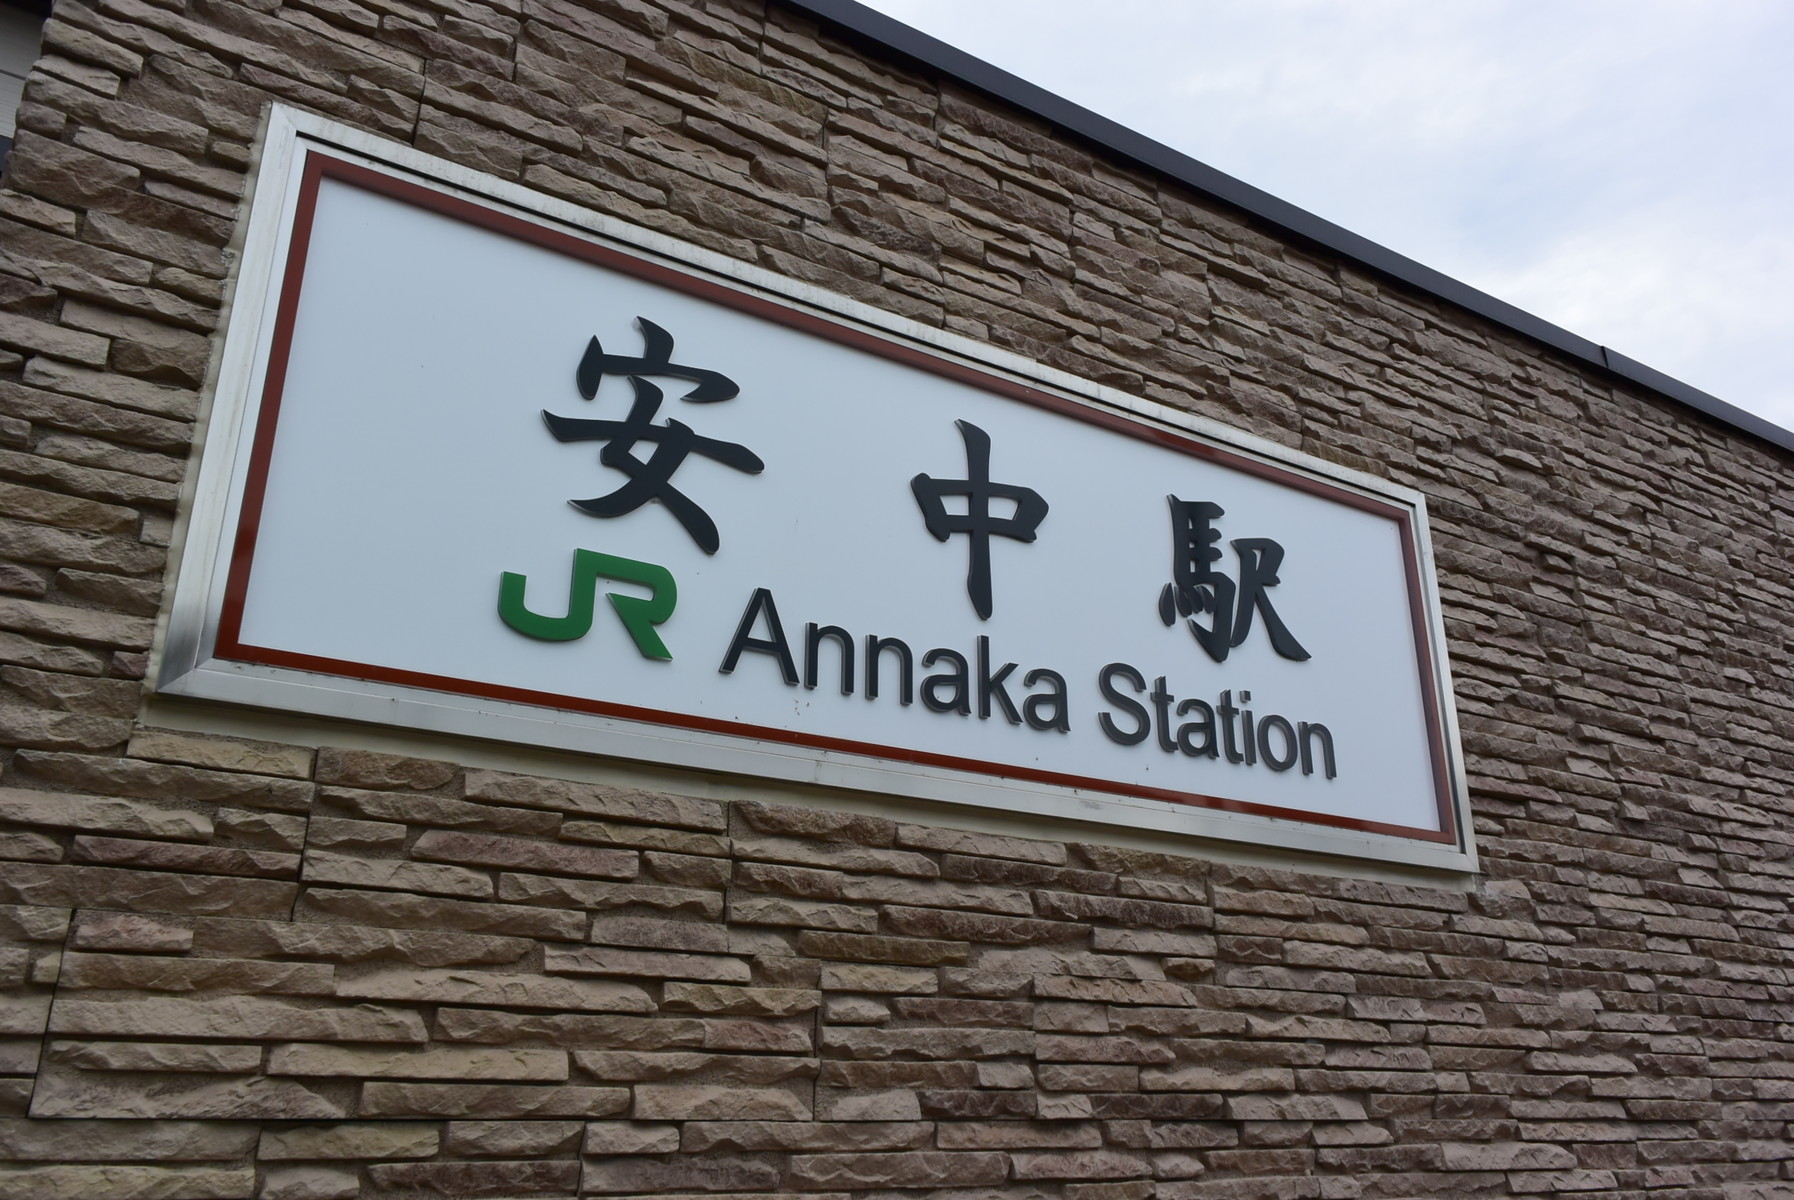 安中駅
JR Annaka Station